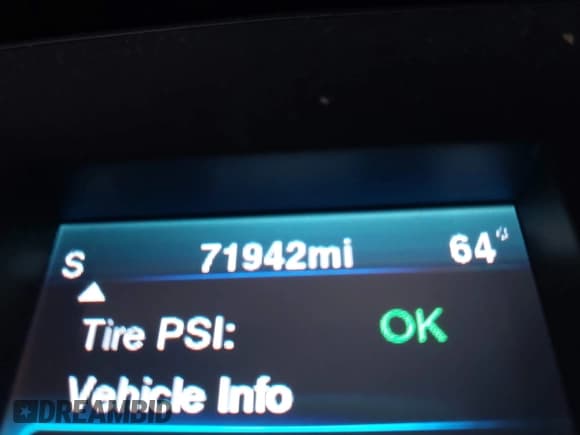 S 71942mi 64°
Tire PSI: OK
Vehicle Info
DREAMBID